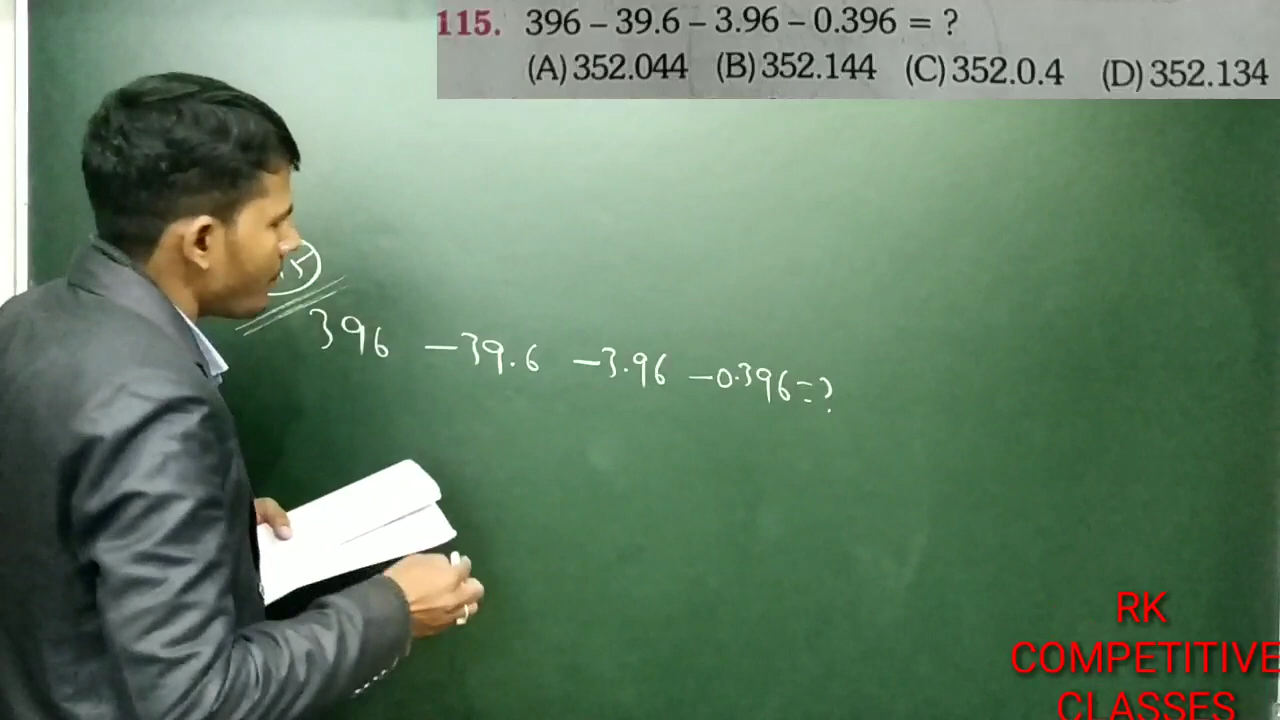 115. 396 – 39.6 – 3.96 – 0.396 = ?
(A) 352.044 (B) 352.144 (C) 352.0.4 (D) 352.134
396 – 39.6 – 3.96 – 0.396 = ?
RK
COMPETITIVE
CLASSES